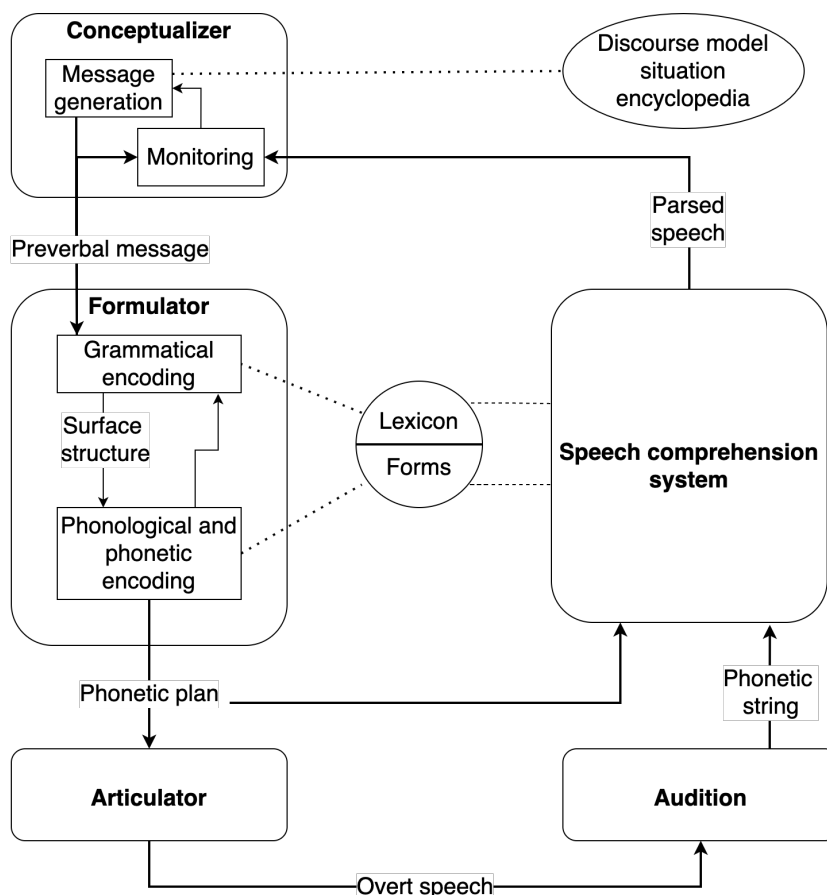 Conceptualizer
Message
generation
Monitoring
Discourse model
situation
encyclopedia
Parsed
speech
Preverbal message
Formulator
Grammatical
encoding
Surface
structure
Phonological and
phonetic
encoding
Lexicon
Forms
Speech comprehension
system
Phonetic plan
Phonetic
string
Articulator
Audition
Overt speech